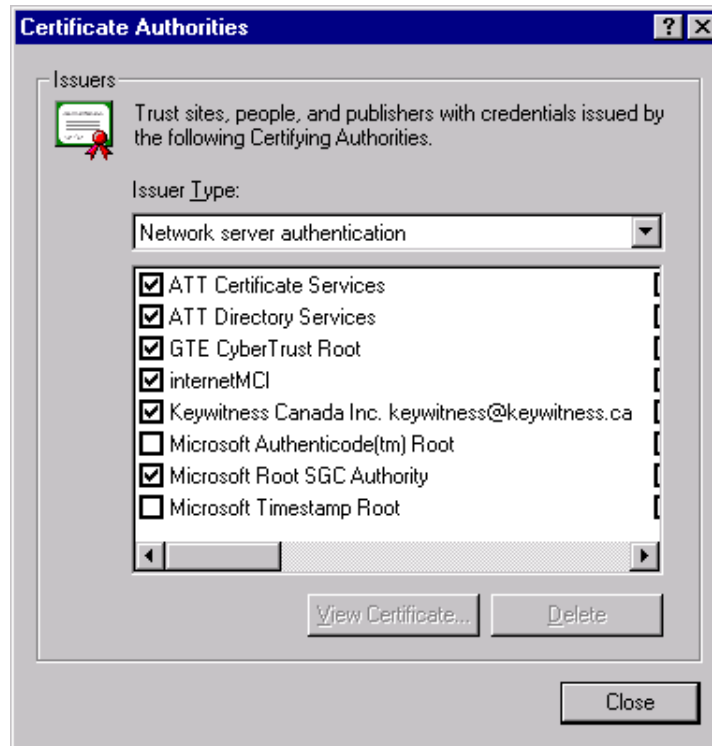 Certificate Authorities
Issuers
Trust sites, people, and publishers with credentials issued by
the following Certifying Authorities.
Issuer Type:
Network server authentication
ATT Certificate Services
ATT Directory Services
GTE CyberTrust Root
internetMCI
Keywitness Canada Inc. keywitness@keywitness.ca
Microsoft Authenticode(tm) Root
Microsoft Root SGC Authority
Microsoft Timestamp Root
View Certificate...
Delete
Close